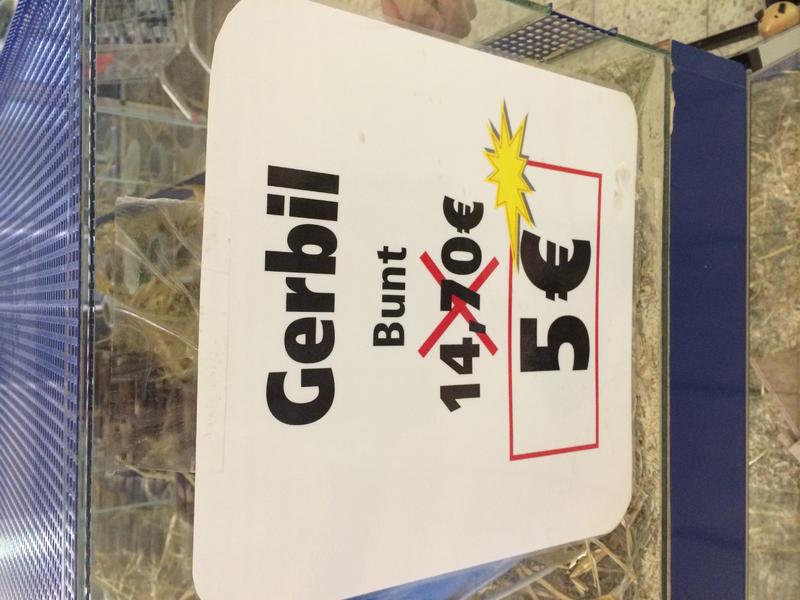 Gerbil
Bunt
14,70€
5€